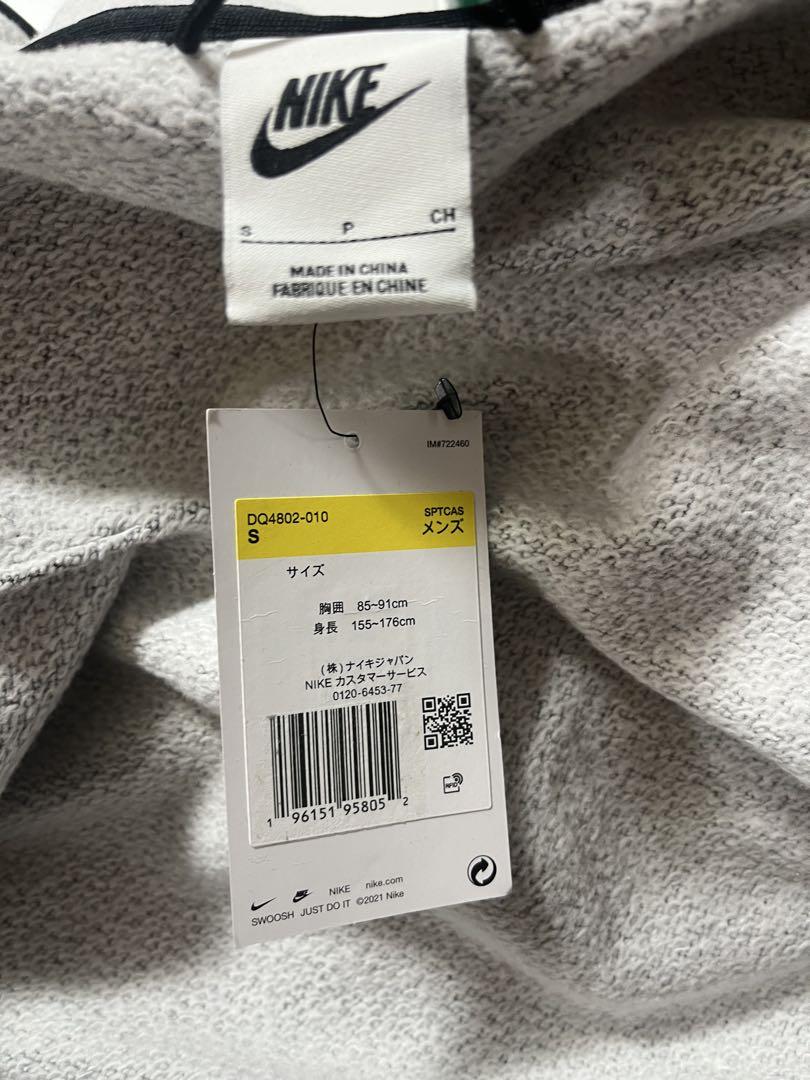 NIKE
S P CH
MADE IN CHINA
FABRIQUE EN CHINE
IM#722460
DQ4802-010 SPTCAS
S メンズ
サイズ
胸囲 85~91cm
身長 155~176cm
(株)ナイキジャパン
NIKE カスタマーサービス
0120-6453-77
1 96151 95805 2
RFID
NIKE nike.com
SWOOSH JUST DO IT ©2021 Nike